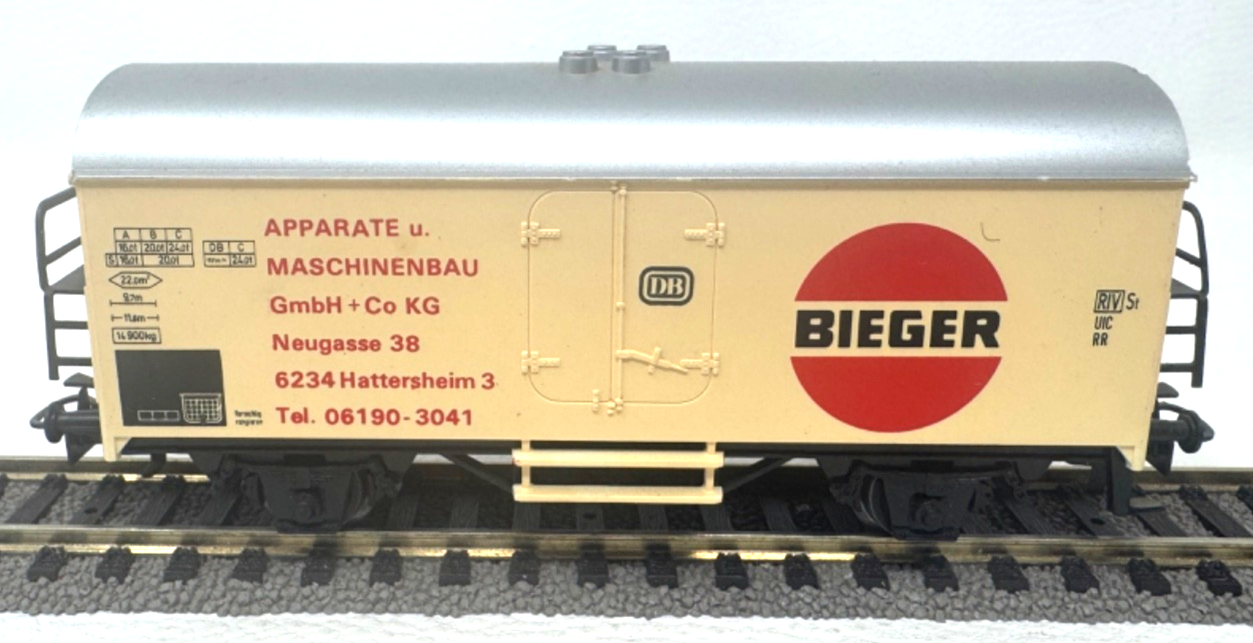 A B C
16.0t 20.0t 24.0t
S 16.0t 20.0t
DB C
24.0t
22.0m²
9.7m
11.6m
14 900kg
APPARATE u.
MASCHINENBAU
GmbH + Co KG
Neugasse 38
6234 Hattersheim 3
Tel. 06190-3041
DB
BIEGER
RIV St
UIC
RR